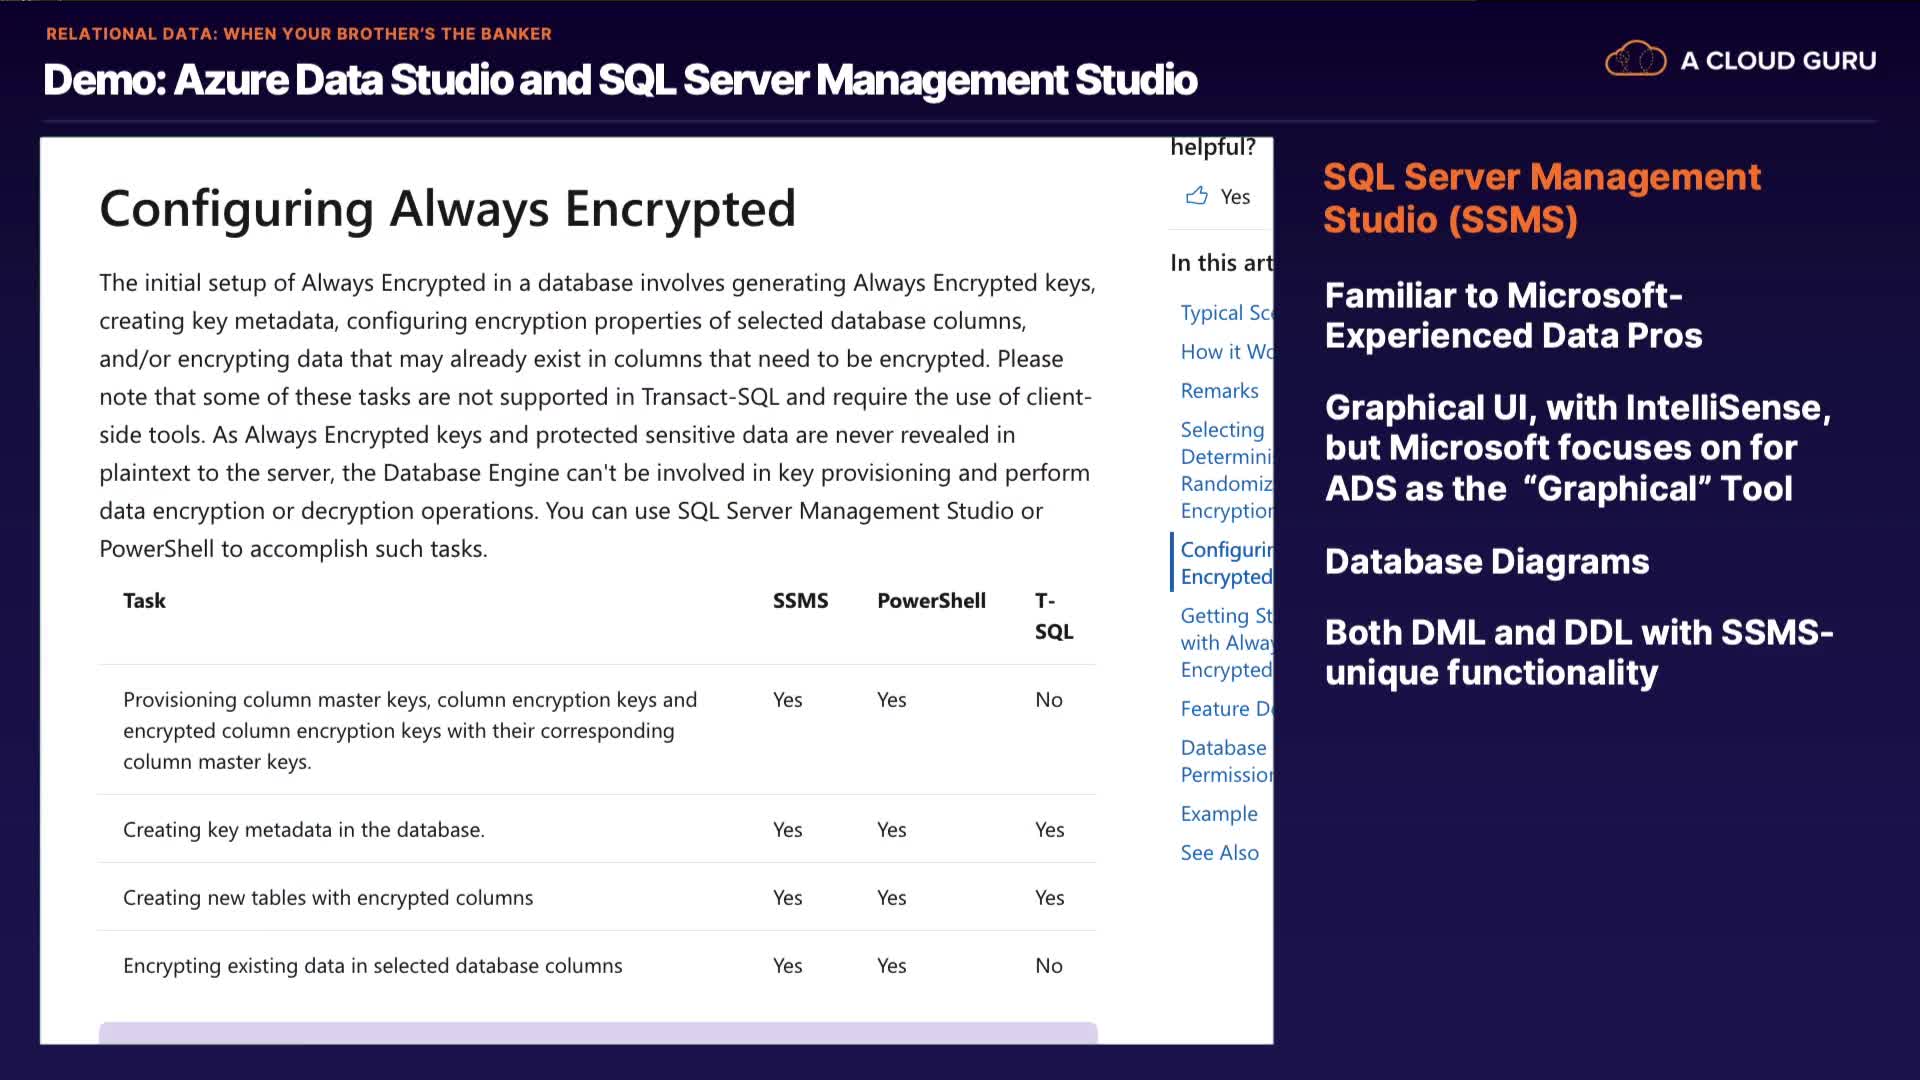 RELATIONAL DATA: WHEN YOUR BROTHER'S THE BANKER
Demo: Azure Data Studio and SQL Server Management Studio
A CLOUD GURU
Configuring Always Encrypted
The initial setup of Always Encrypted in a database involves generating Always Encrypted keys,
creating key metadata, configuring encryption properties of selected database columns,
and/or encrypting data that may already exist in columns that need to be encrypted. Please
note that some of these tasks are not supported in Transact-SQL and require the use of client-
side tools. As Always Encrypted keys and protected sensitive data are never revealed in
plaintext to the server, the Database Engine can't be involved in key provisioning and perform
data encryption or decryption operations. You can use SQL Server Management Studio or
PowerShell to accomplish such tasks.
Task SSMS PowerShell T-
SQL
Provisioning column master keys, column encryption keys and Yes Yes No
encrypted column encryption keys with their corresponding
column master keys.
Creating key metadata in the database. Yes Yes Yes
Creating new tables with encrypted columns Yes Yes Yes
Encrypting existing data in selected database columns Yes Yes No
helpful?
Yes
In this art
Typical Sc
How it Wo
Remarks
Selecting
Determini
Randomiz
Encryption
Configurin
Encrypted
Getting St
with Alway
Encrypted
Feature De
Database
Permission
Example
See Also
SQL Server Management
Studio (SSMS)
Familiar to Microsoft-
Experienced Data Pros
Graphical UI, with IntelliSense,
but Microsoft focuses on for
ADS as the “Graphical” Tool
Database Diagrams
Both DML and DDL with SSMS-
unique functionality